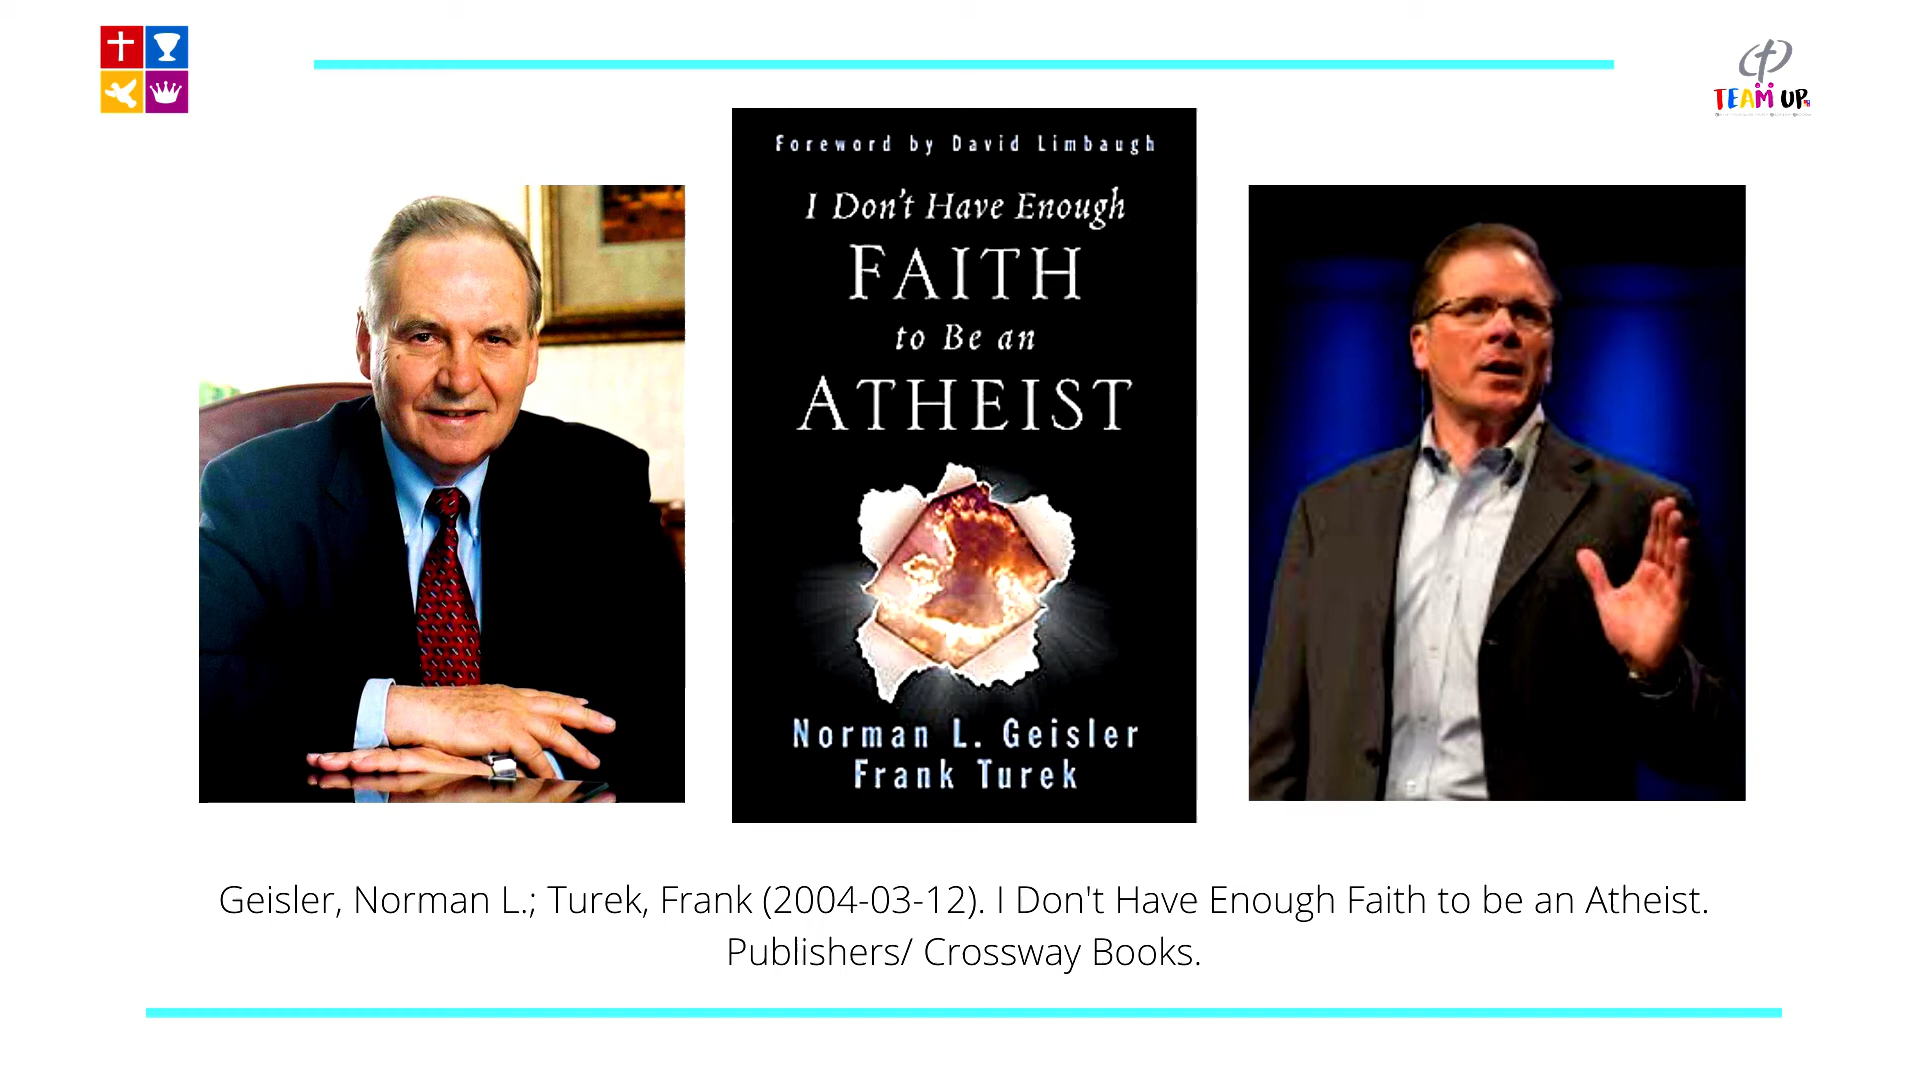 TEAM UP
Foreword by David Limbaugh
I Don't Have Enough
FAITH
to Be an
ATHEIST
Norman L. Geisler
Frank Turek
Geisler, Norman L.; Turek, Frank (2004-03-12). I Don't Have Enough Faith to be an Atheist.
Publishers/ Crossway Books.